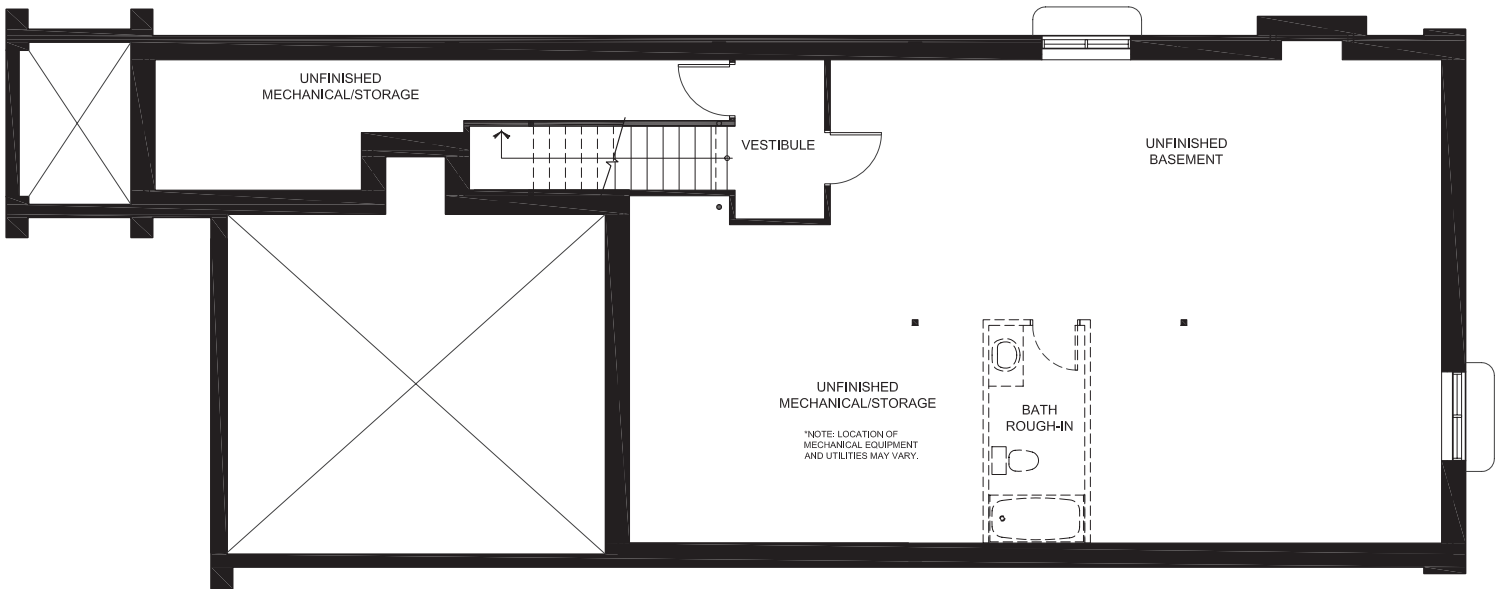 UNFINISHED
MECHANICAL/STORAGE
VESTIBULE
UNFINISHED
BASEMENT
UNFINISHED
MECHANICAL/STORAGE
*NOTE: LOCATION OF
MECHANICAL EQUIPMENT
AND UTILITIES MAY VARY.
BATH
ROUGH-IN